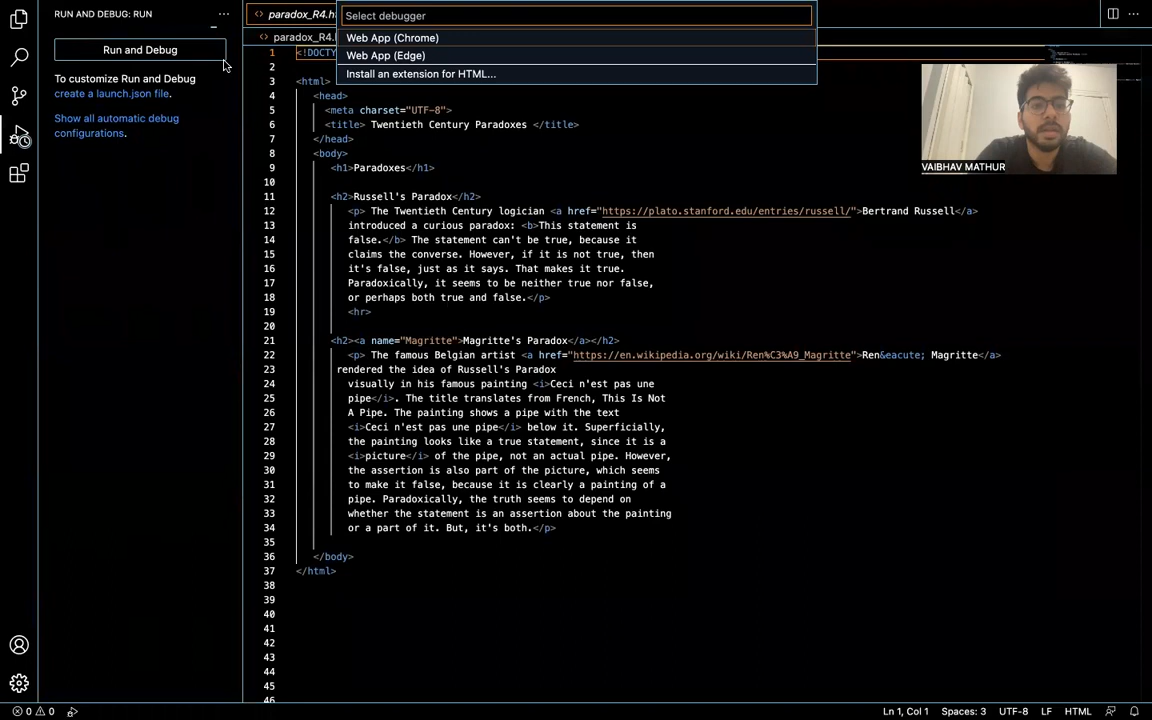 RUN AND DEBUG: RUN
Run and Debug
To customize Run and Debug
create a launch.json file.
Show all automatic debug
configurations.
Select debugger
Web App (Chrome)
Web App (Edge)
Install an extension for HTML...
<> paradox_R4.h
<> paradox_R4.h
1 <!DOCTY
2
3 <html>
4 <head>
5 <meta charset="UTF-8">
6 <title> Twentieth Century Paradoxes </title>
7 </head>
8 <body>
9 <h1>Paradoxes</h1>
10
11 <h2>Russell's Paradox</h2>
12 <p> The Twentieth Century logician <a href="https://plato.stanford.edu/entries/russell/">Bertrand Russell</a>
13 introduced a curious paradox: <b>This statement is
14 false.</b> The statement can't be true, because it
15 claims the converse. However, if it is not true, then
16 it's false, just as it says. That makes it true.
17 Paradoxically, it seems to be neither true nor false,
18 or perhaps both true and false.</p>
19 <hr>
20
21 <h2><a name="Magritte">Magritte's Paradox</a></h2>
22 <p> The famous Belgian artist <a href="https://en.wikipedia.org/wiki/Ren%C3%A9_Magritte">Ren&eacute; Magritte</a>
23 rendered the idea of Russell's Paradox
24 visually in his famous painting <i>Ceci n'est pas une
25 pipe</i>. The title translates from French, This Is Not
26 A Pipe. The painting shows a pipe with the text
27 <i>Ceci n'est pas une pipe</i> below it. Superficially,
28 the painting looks like a true statement, since it is a
29 <i>picture</i> of the pipe, not an actual pipe. However,
30 the assertion is also part of the picture, which seems
31 to make it false, because it is clearly a painting of a
32 pipe. Paradoxically, the truth seems to depend on
33 whether the statement is an assertion about the painting
34 or a part of it. But, it's both.</p>
35
36 </body>
37 </html>
38
39
40
41
42
43
44
45
46
VAIBHAV MATHUR
0 0
Ln 1, Col 1 Spaces: 3 UTF-8 LF HTML